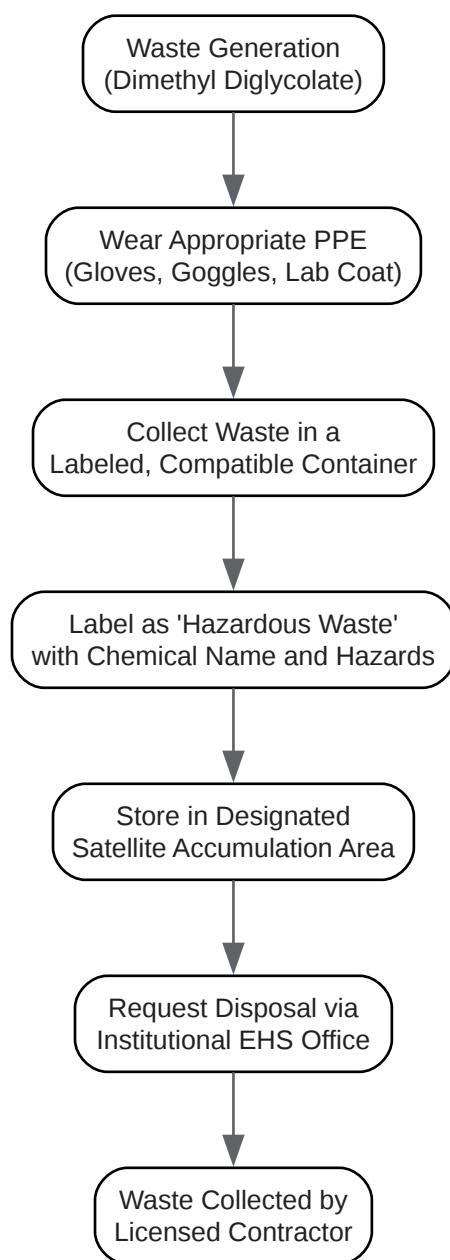 Waste Generation
(Dimethyl Diglycolate)
Wear Appropriate PPE
(Gloves, Goggles, Lab Coat)
Collect Waste in a
Labeled, Compatible Container
Label as 'Hazardous Waste'
with Chemical Name and Hazards
Store in Designated
Satellite Accumulation Area
Request Disposal via
Institutional EHS Office
Waste Collected by
Licensed Contractor